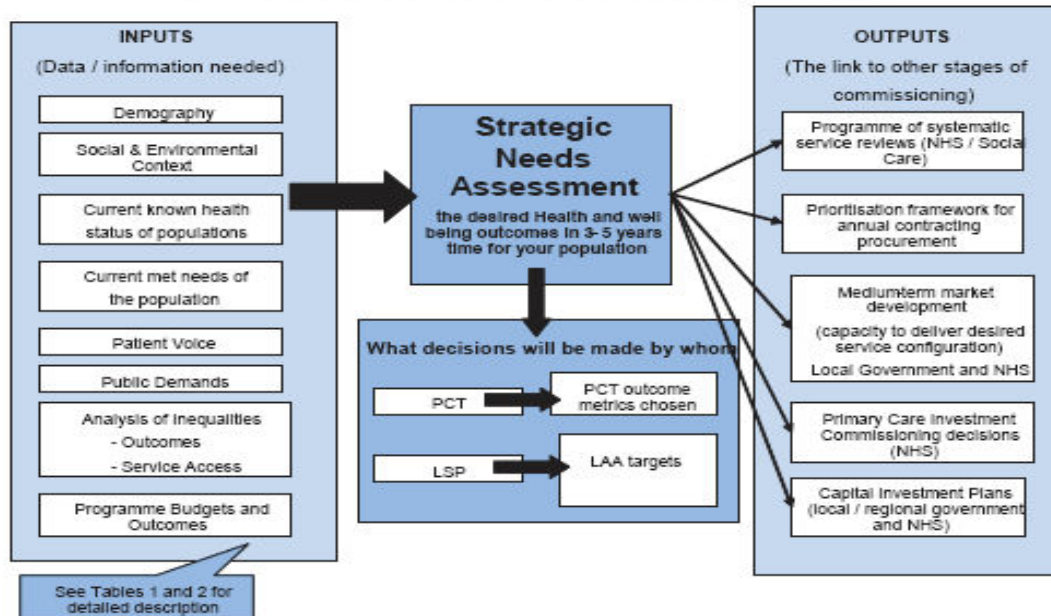 INPUTS
(Data / information needed)
Demography
Social & Environmental
Context
Current known health
status of populations
Current met needs of
the population
Patient Voice
Public Demands
Analysis of Inequalities
- Outcomes
- Service Access
Programme Budgets and
Outcomes
See Tables 1 and 2 for
detailed description
Strategic
Needs
Assessment
the desired Health and well
being outcomes in 3- 5 years
time for your population
What decisions will be made by whom
PCT
PCT outcome
metrics chosen
LSP
LAA targets
OUTPUTS
(The link to other stages of
commissioning)
Programme of systematic
service reviews (NHS / Social
Care)
Prioritisation framework for
annual contracting
procurement
Medium-term market
development
(capacity to deliver desired
service configuration)
Local Government and NHS
Primary Care Investment
Commissioning decisions
(NHS)
Capital Investment Plans
(local / regional government
and NHS)